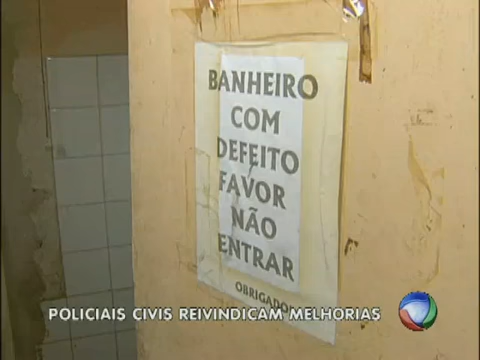 BANHEIRO
COM
DEFEITO
FAVOR
NÃO
ENTRAR
OBRIGADO
POLICIAIS CIVIS REIVINDICAM MELHORIAS